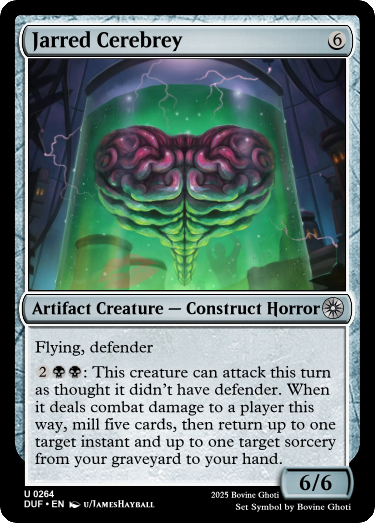 Jarred Cerebrey 6
Artifact Creature — Construct Horror
Flying, defender
2: This creature can attack this turn
as thought it didn't have defender. When
it deals combat damage to a player this
way, mill five cards, then return up to one
target instant and up to one target sorcery
from your graveyard to your hand.
6/6
U 0264
DUF • EN u/JamesHayball
2025 Bovine Ghoti
Set Symbol by Bovine Ghoti